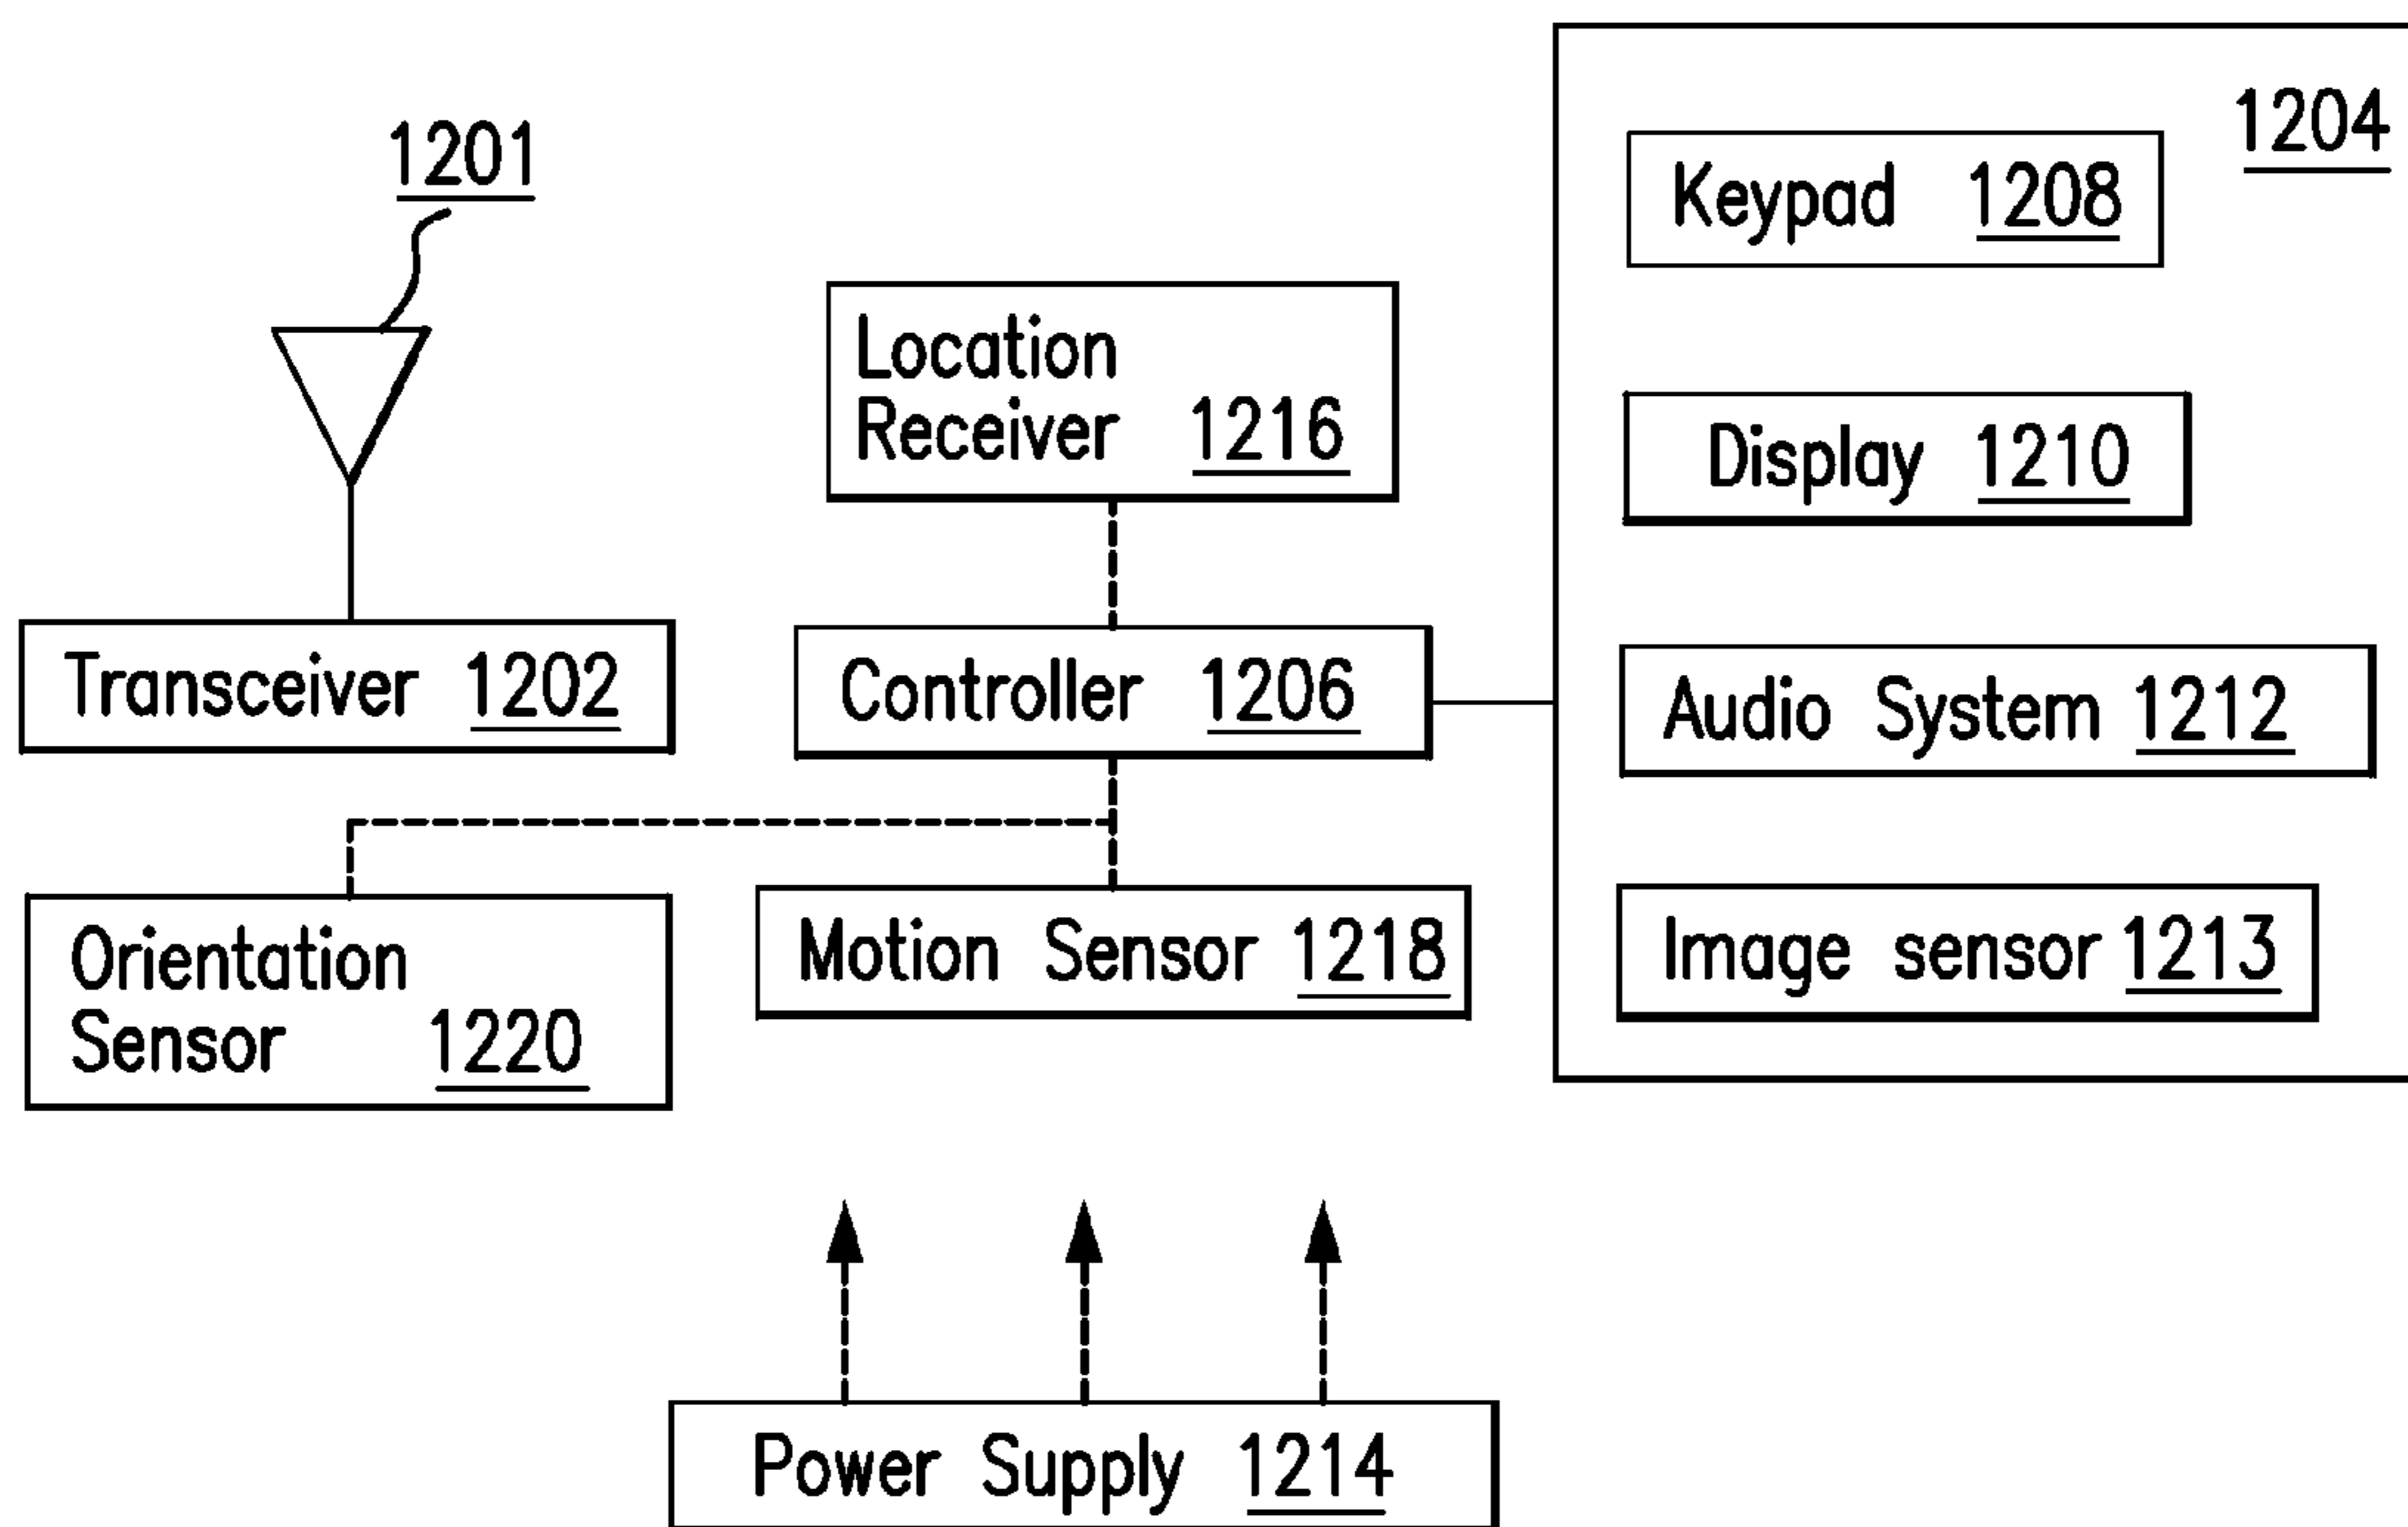 1201
1204
Keypad 1208
Location
Receiver 1216
Display 1210
Transceiver 1202
Controller 1206
Audio System 1212
Orientation
Sensor 1220
Motion Sensor 1218
Image sensor 1213
Power Supply 1214